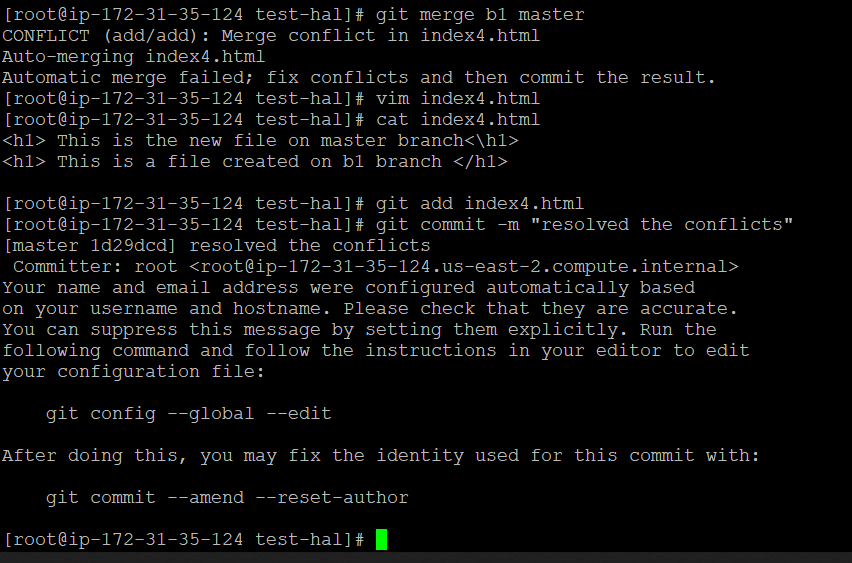 [root@ip-172-31-35-124 test-hal]# git merge b1 master
CONFLICT (add/add): Merge conflict in index4.html
Auto-merging index4.html
Automatic merge failed; fix conflicts and then commit the result.
[root@ip-172-31-35-124 test-hal]# vim index4.html
[root@ip-172-31-35-124 test-hal]# cat index4.html
<h1> This is the new file on master branch<\h1>
<h1> This is a file created on b1 branch </h1>

[root@ip-172-31-35-124 test-hal]# git add index4.html
[root@ip-172-31-35-124 test-hal]# git commit -m "resolved the conflicts"
[master 1d29dcd] resolved the conflicts
 Committer: root <root@ip-172-31-35-124.us-east-2.compute.internal>
Your name and email address were configured automatically based
on your username and hostname. Please check that they are accurate.
You can suppress this message by setting them explicitly. Run the
following command and follow the instructions in your editor to edit
your configuration file:

    git config --global --edit

After doing this, you may fix the identity used for this commit with:

    git commit --amend --reset-author

[root@ip-172-31-35-124 test-hal]#